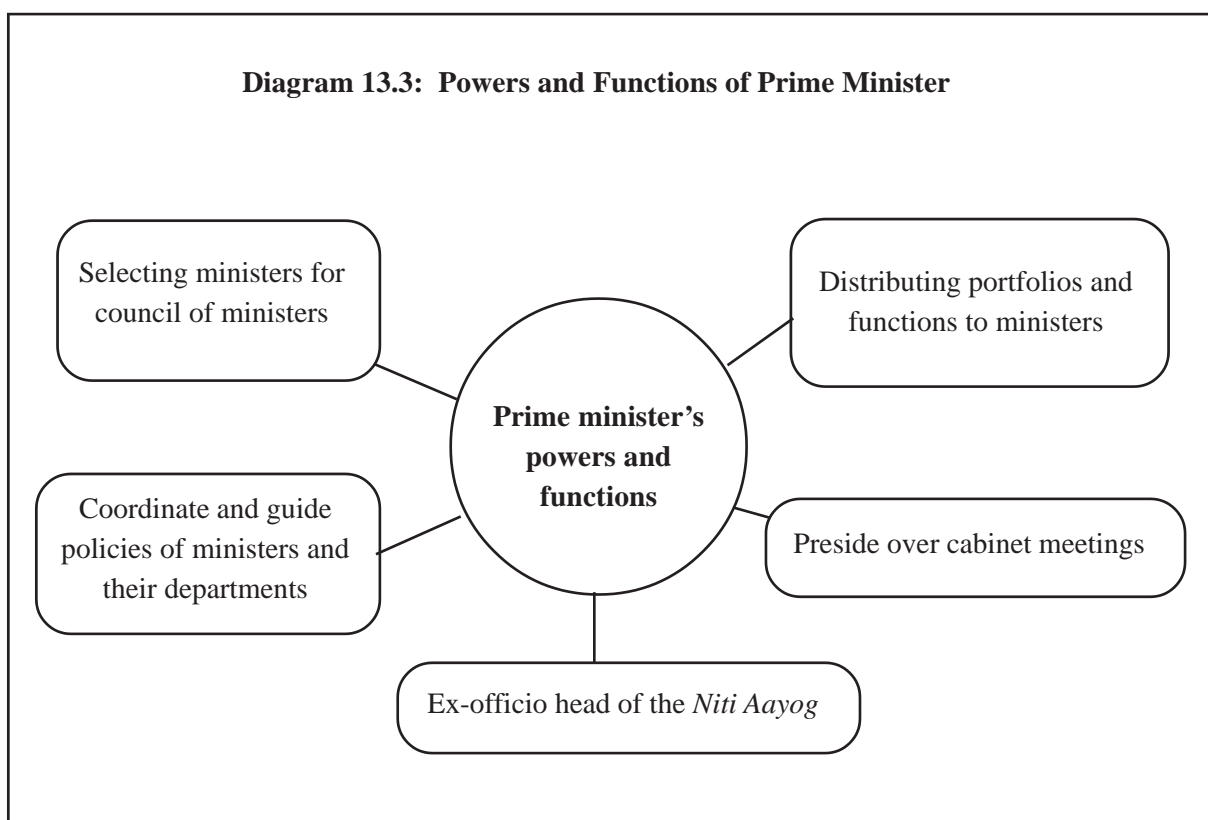 Diagram 13.3: Powers and Functions of Prime Minister
Selecting ministers for
council of ministers
Distributing portfolios and
functions to ministers
Prime minister’s
powers and
functions
Coordinate and guide
policies of ministers and
their departments
Preside over cabinet meetings
Ex-officio head of the Niti Aayog